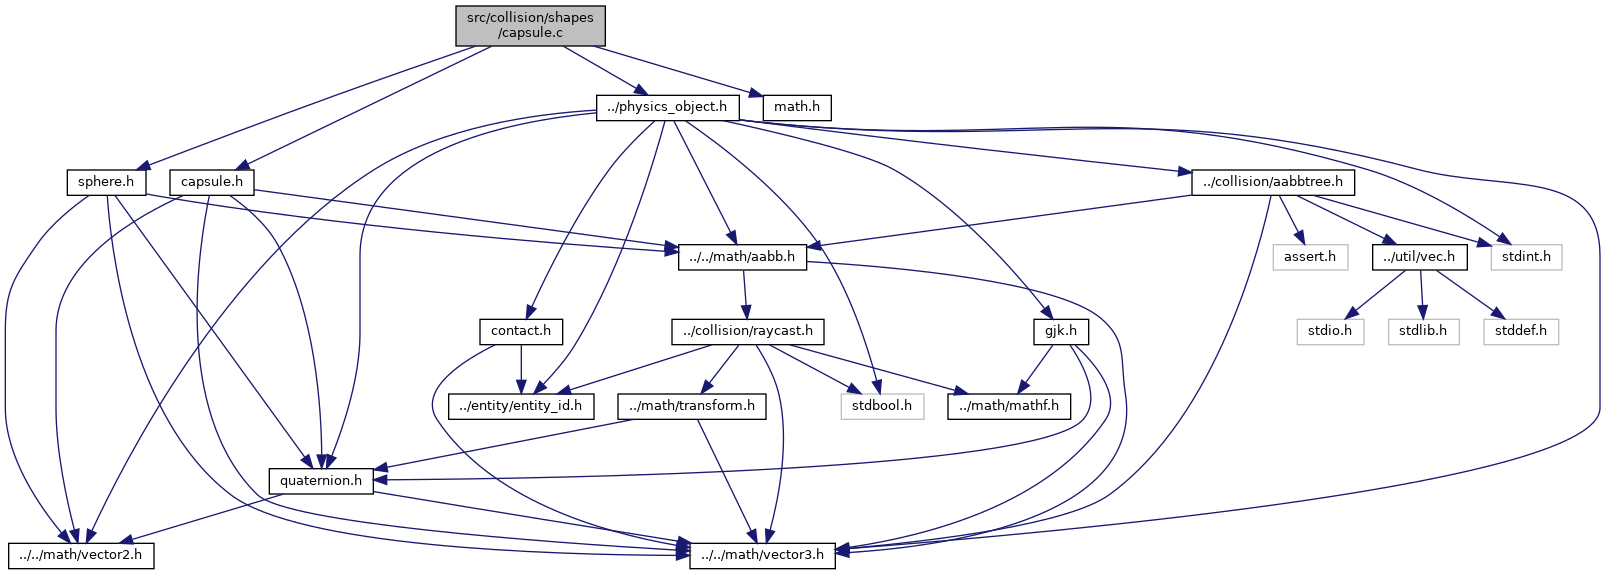 src/collision/shapes
/capsule.c
../physics_object.h
math.h
sphere.h
capsule.h
../collision/aabbtree.h
../../math/aabb.h
assert.h
../util/vec.h
stdint.h
contact.h
../collision/raycast.h
gjk.h
stdio.h
stdlib.h
stddef.h
../entity/entity_id.h
../math/transform.h
stdbool.h
../math/mathf.h
quaternion.h
../../math/vector2.h
../../math/vector3.h